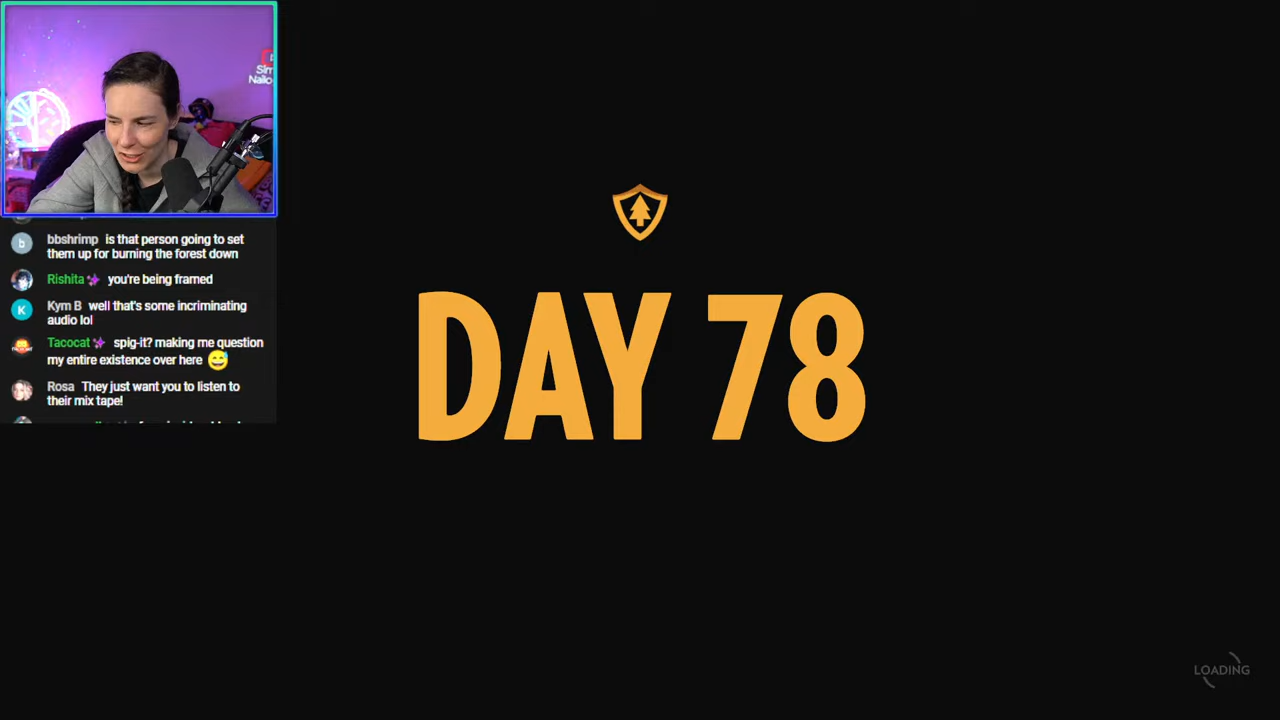 bbshrimp is that person going to set
them up for burning the forest down
Rishita you're being framed
Kym B well that's some incriminating
audio lol
Tacocat spig-it? making me question
my entire existence over here
Rosa They just want you to listen to
their mix tape!
DAY 78
LOADING